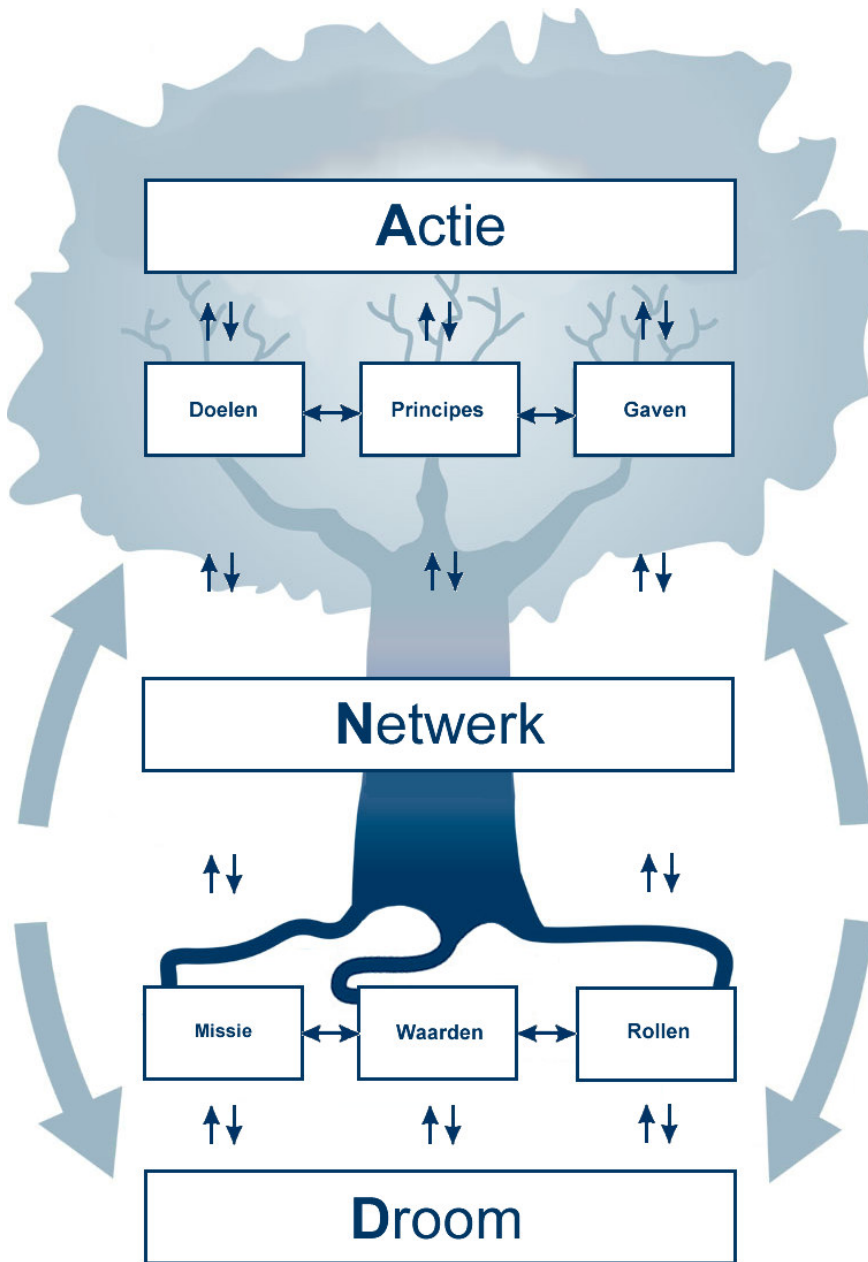 Actie
Doelen
Principes
Gaven
Netwerk
Missie
Waarden
Rollen
Droom